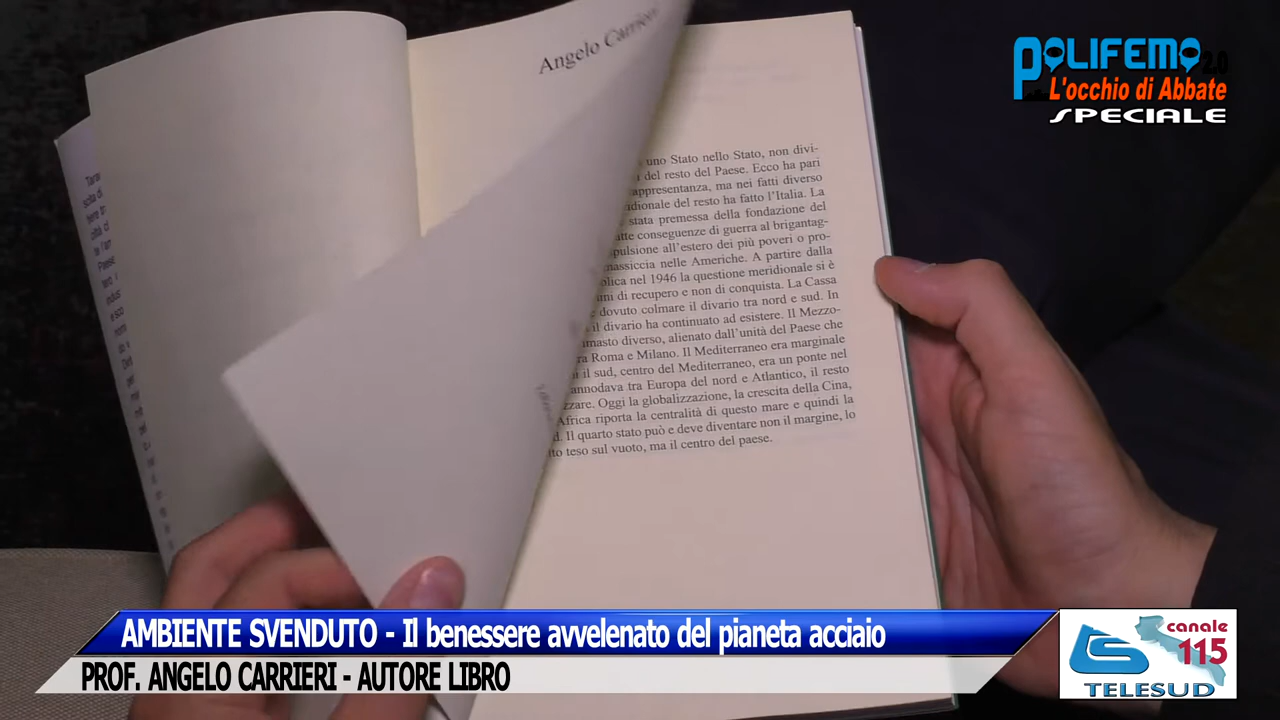 Angelo Carrieri
POLIFEMO 2.0
L'occhio di Abbate
SPECIALE
uno Stato nello Stato, non divi-
del resto del Paese. Ecco ha pari
appresentanza, ma nei fatti diverso
dionale del resto ha fatto l'Italia. La
stata premessa della fondazione del
atte conseguenze di guerra al brigantag-
pulsione all'estero dei più poveri o pro-
massiccia nelle Americhe. A partire dalla
blica nel 1946 la questione meridionale si è
ni di recupero e non di conquista. La Cassa
dovuto colmare il divario tra nord e sud. In
il divario ha continuato ad esistere. Il Mezzo-
masto diverso, alienato dall'unità del Paese che
ra Roma e Milano. Il Mediterraneo era marginale
il sud, centro del Mediterraneo, era un ponte nel
annodava tra Europa del nord e Atlantico, il resto
zzare. Oggi la globalizzazione, la crescita della Cina,
Africa riporta la centralità di questo mare e quindi la
d. Il quarto stato può e deve diventare non il margine, lo
to teso sul vuoto, ma il centro del paese.
AMBIENTE SVENDUTO - Il benessere avvelenato del pianeta acciaio
PROF. ANGELO CARRIERI - AUTORE LIBRO
canale
115
TELESUD